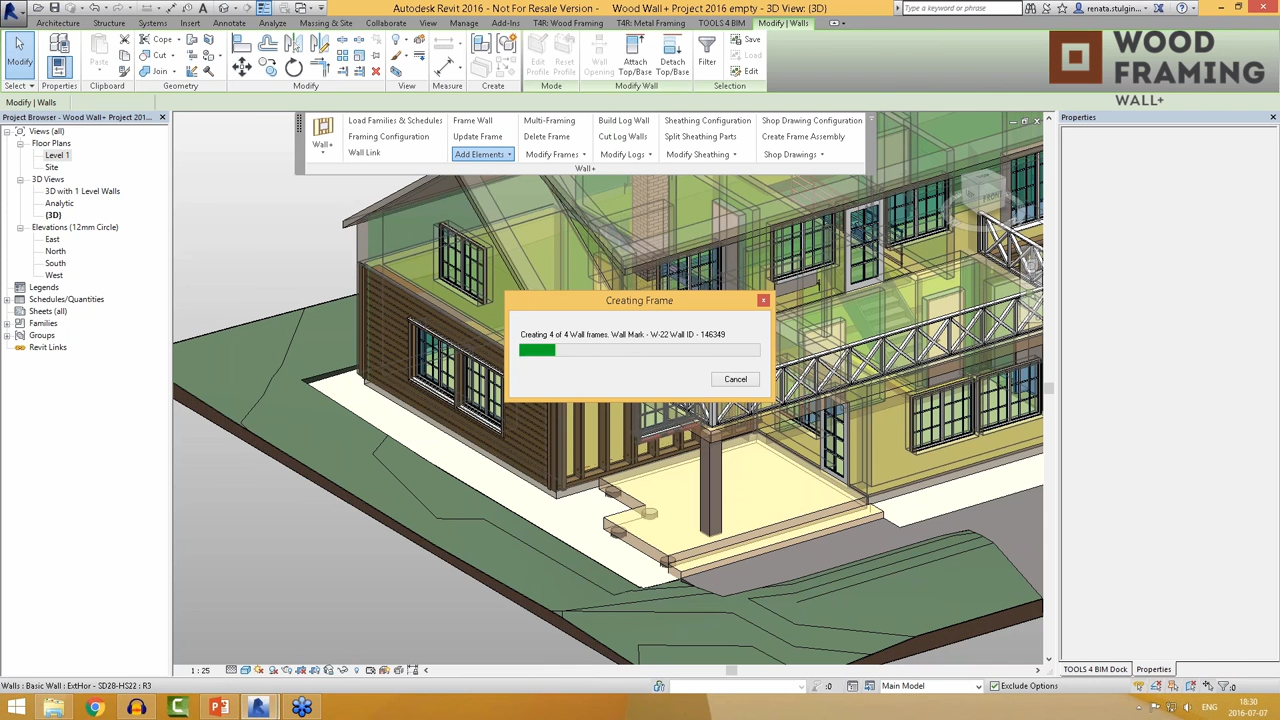 Autodesk Revit 2016 - Not For Resale Version - Wood Wall+ Project 2016 empty - 3D View: {3D}
Type a keyword or phrase
renata.stulgin...
Architecture Structure Systems Insert Annotate Analyze Massing & Site Collaborate View Manage Add-Ins T4R: Wood Framing T4R: Metal Framing TOOLS 4 BIM Modify | Walls
Modify
Paste
Cope
Cut
Join
Edit Profile
Reset Profile
Wall Opening
Attach Top/Base
Detach Top/Base
Filter
Save
Load
Edit
Select Properties Clipboard Geometry Modify View Measure Create Mode Modify Wall Selection
WOOD
FRAMING
WALL+
Modify | Walls
Project Browser - Wood Wall+ Project 201...
Views (all)
Floor Plans
Level 1
Site
3D Views
3D with 1 Level Walls
Analytic
{3D}
Elevations (12mm Circle)
East
North
South
West
Legends
Schedules/Quantities
Sheets (all)
Families
Groups
Revit Links
Wall+
Load Families & Schedules
Framing Configuration
Wall Link
Frame Wall
Update Frame
Add Elements
Multi-Framing
Delete Frame
Modify Frames
Build Log Wall
Cut Log Walls
Modify Logs
Sheathing Configuration
Split Sheathing Parts
Modify Sheathing
Shop Drawing Configuration
Create Frame Assembly
Shop Drawings
Wall+
FRONT
Creating Frame
Creating 4 of 4 Wall frames. Wall Mark - W-22 Wall ID - 146349
Cancel
Properties
1 : 25
TOOLS 4 BIM Dock Properties
Walls : Basic Wall : ExtHor - SD28-HS22 : R3
:0
Main Model
Exclude Options
:0
ENG
18:30
2016-07-07